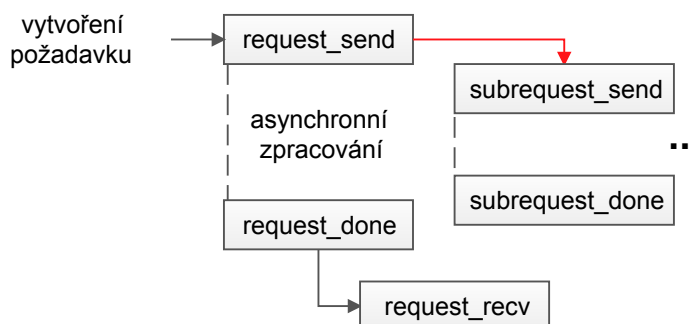 vytvoření
požadavku
request_send
subrequest_send
asynchronní
zpracování
..
subrequest_done
request_done
request_recv